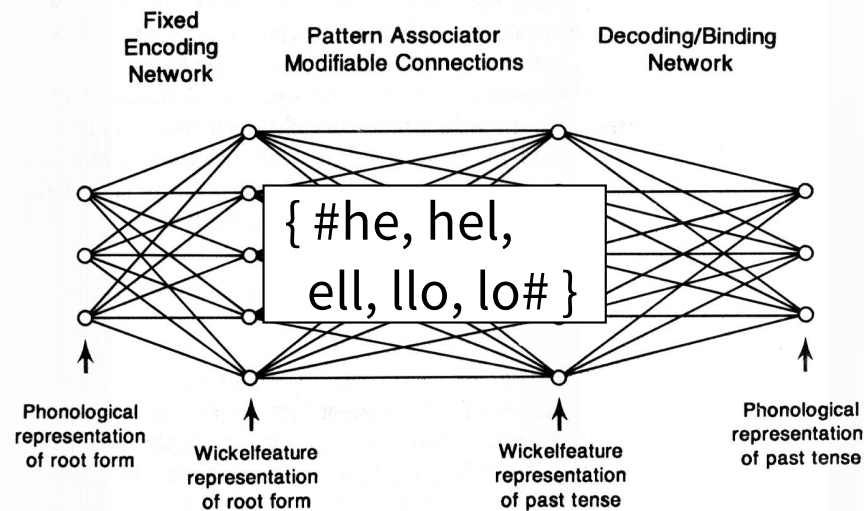 Fixed
Encoding
Network
Pattern Associator
Modifiable Connections
Decoding/Binding
Network
{ #he, hel,
ell, llo, lo# }
Phonological
representation
of root form
Wickelfeature
representation
of root form
Wickelfeature
representation
of past tense
Phonological
representation
of past tense